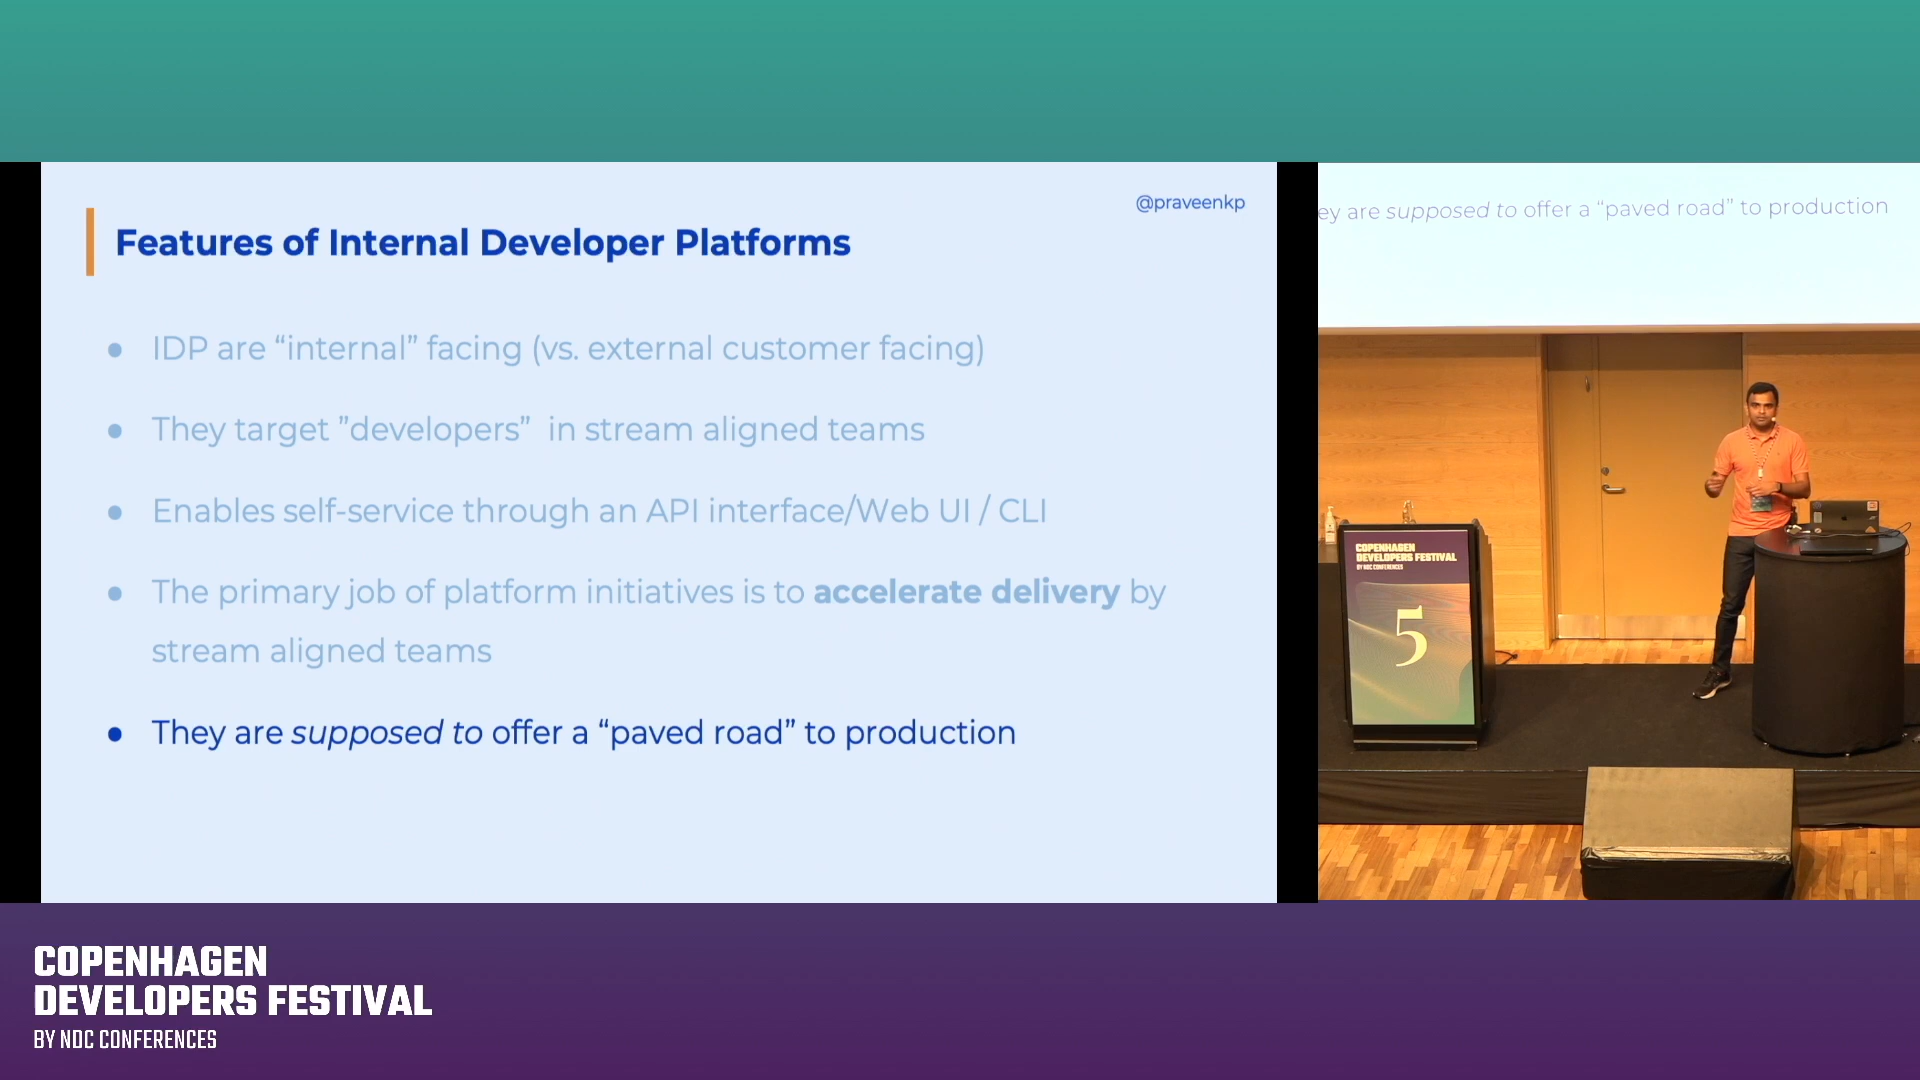 @praveenkp
Features of Internal Developer Platforms
● IDP are “internal” facing (vs. external customer facing)
● They target ”developers”  in stream aligned teams
● Enables self-service through an API interface/Web UI / CLI
● The primary job of platform initiatives is to accelerate delivery by
stream aligned teams
● They are supposed to offer a “paved road” to production
ey are supposed to offer a “paved road” to production
COPENHAGEN
DEVELOPERS FESTIVAL
BY NDC CONFERENCES
5
COPENHAGEN
DEVELOPERS FESTIVAL
BY NDC CONFERENCES